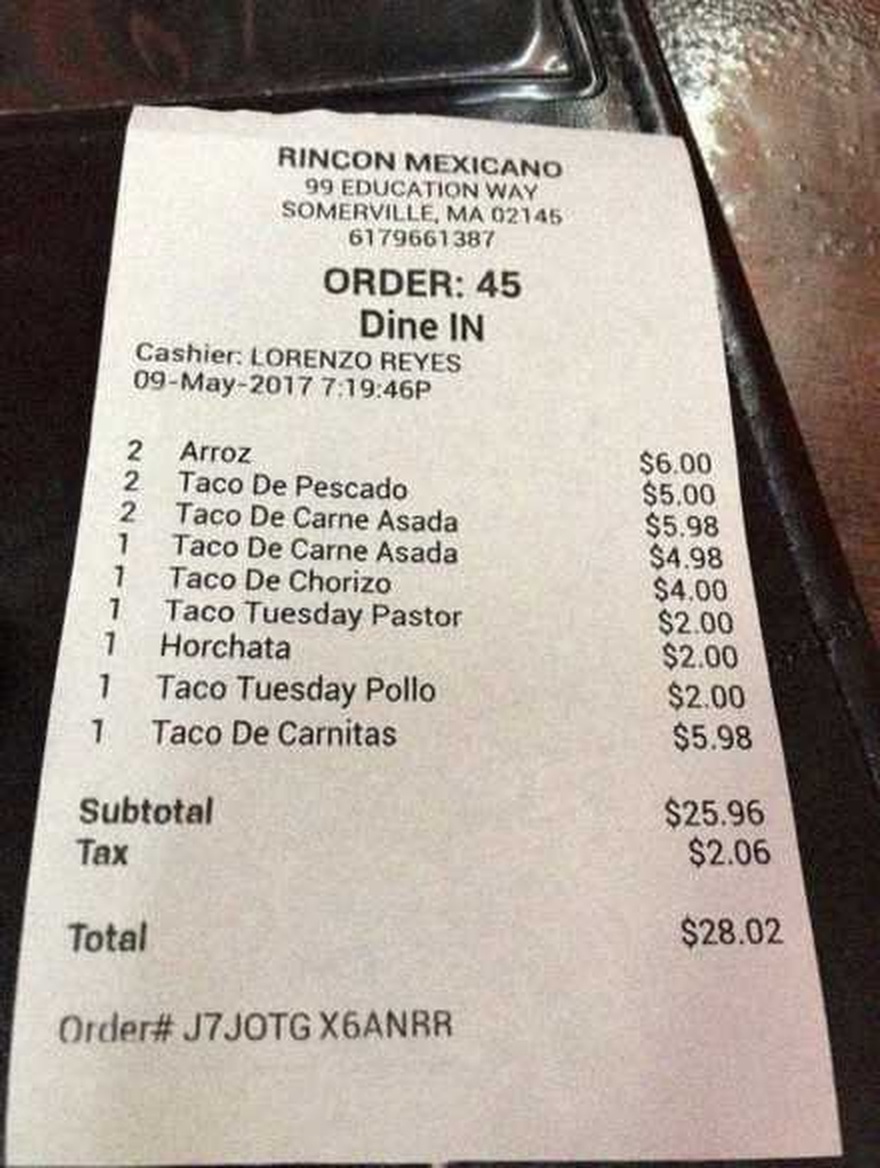 RINCON MEXICANO
99 EDUCATION WAY
SOMERVILLE, MA 02145
6179661387
ORDER: 45
Dine IN
Cashier: LORENZO REYES
09-May-2017 7:19:46P
2 Arroz $6.00
2 Taco De Pescado $5.00
2 Taco De Carne Asada $5.98
1 Taco De Carne Asada $4.98
1 Taco De Chorizo $4.00
1 Taco Tuesday Pastor $2.00
1 Horchata $2.00
1 Taco Tuesday Pollo $2.00
1 Taco De Carnitas $5.98
Subtotal $25.96
Tax $2.06
Total $28.02
Order# J7JOTG X6ANRR